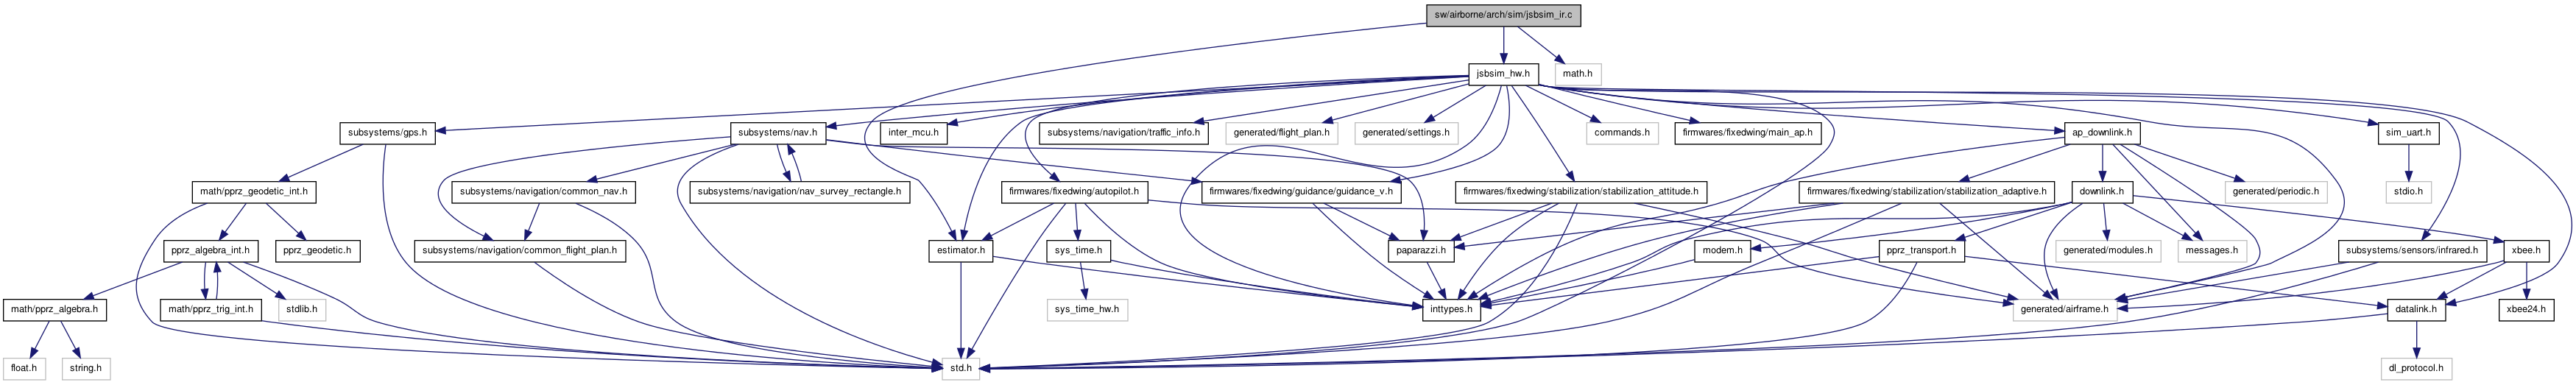 sw/airborne/arch/sim/jsbsim_ir.c
jsbsim_hw.h
math.h
subsystems/gps.h
subsystems/nav.h
inter_mcu.h
subsystems/navigation/traffic_info.h
generated/flight_plan.h
generated/settings.h
commands.h
firmwares/fixedwing/main_ap.h
ap_downlink.h
sim_uart.h
math/pprz_geodetic_int.h
subsystems/navigation/common_nav.h
subsystems/navigation/nav_survey_rectangle.h
firmwares/fixedwing/autopilot.h
firmwares/fixedwing/guidance/guidance_v.h
firmwares/fixedwing/stabilization/stabilization_attitude.h
firmwares/fixedwing/stabilization/stabilization_adaptive.h
downlink.h
generated/periodic.h
stdio.h
pprz_algebra_int.h
pprz_geodetic.h
subsystems/navigation/common_flight_plan.h
estimator.h
sys_time.h
paparazzi.h
modem.h
pprz_transport.h
generated/modules.h
messages.h
subsystems/sensors/infrared.h
xbee.h
math/pprz_algebra.h
math/pprz_trig_int.h
stdlib.h
sys_time_hw.h
inttypes.h
generated/airframe.h
datalink.h
xbee24.h
float.h
string.h
std.h
dl_protocol.h